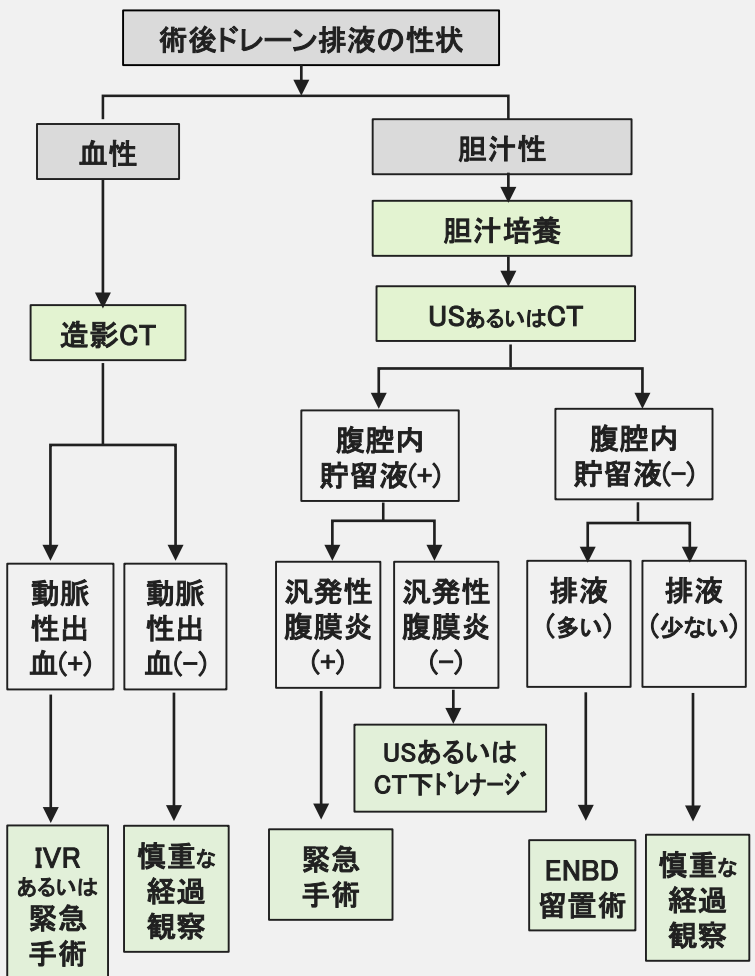 術後ドレーン排液の性状
血性
胆汁性
胆汁培養
造影CT
USあるいはCT
腹腔内
貯留液(+)
腹腔内
貯留液(−)
動脈
性出
血(+)
動脈
性出
血(−)
汎発性
腹膜炎
(+)
汎発性
腹膜炎
(−)
排液
(多い)
排液
(少ない)
USあるいは
CT下ドレナージ
IVR
あるいは
緊急
手術
慎重な
経過
観察
緊急
手術
ENBD
留置術
慎重な
経過
観察